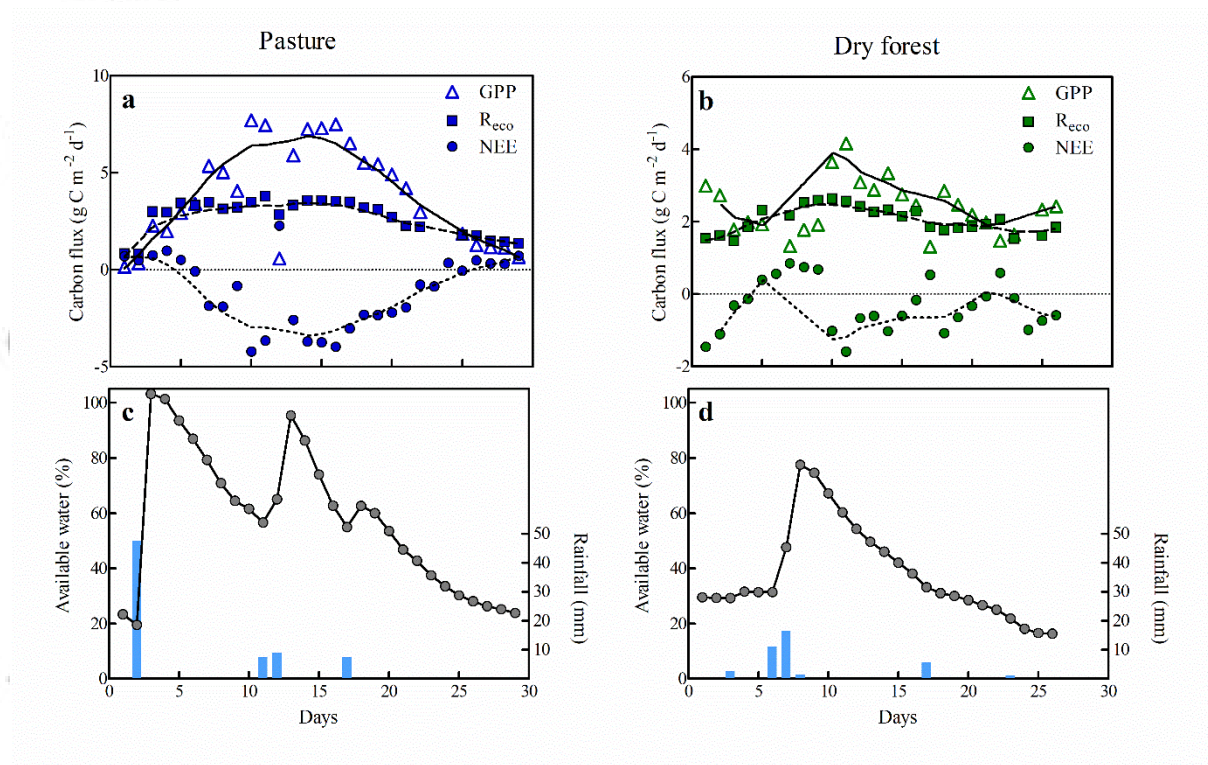 Pasture
Dry forest
a
GPP
R_eco
NEE
10
5
0
-5
Carbon flux (g C m⁻² d⁻¹)
b
GPP
R_eco
NEE
6
4
2
0
-2
Carbon flux (g C m⁻² d⁻¹)
c
100
80
60
40
20
0
Available water (%)
50
40
30
20
10
Rainfall (mm)
0 5 10 15 20 25 30
Days
d
100
80
60
40
20
0
Available water (%)
50
40
30
20
10
Rainfall (mm)
0 5 10 15 20 25 30
Days